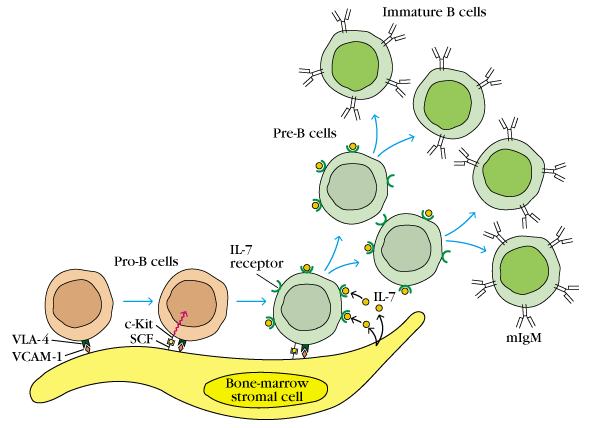 Immature B cells
Pre-B cells
IL-7
receptor
Pro-B cells
IL-7
c-Kit
SCF
VLA-4
VCAM-1
mIgM
Bone-marrow
stromal cell